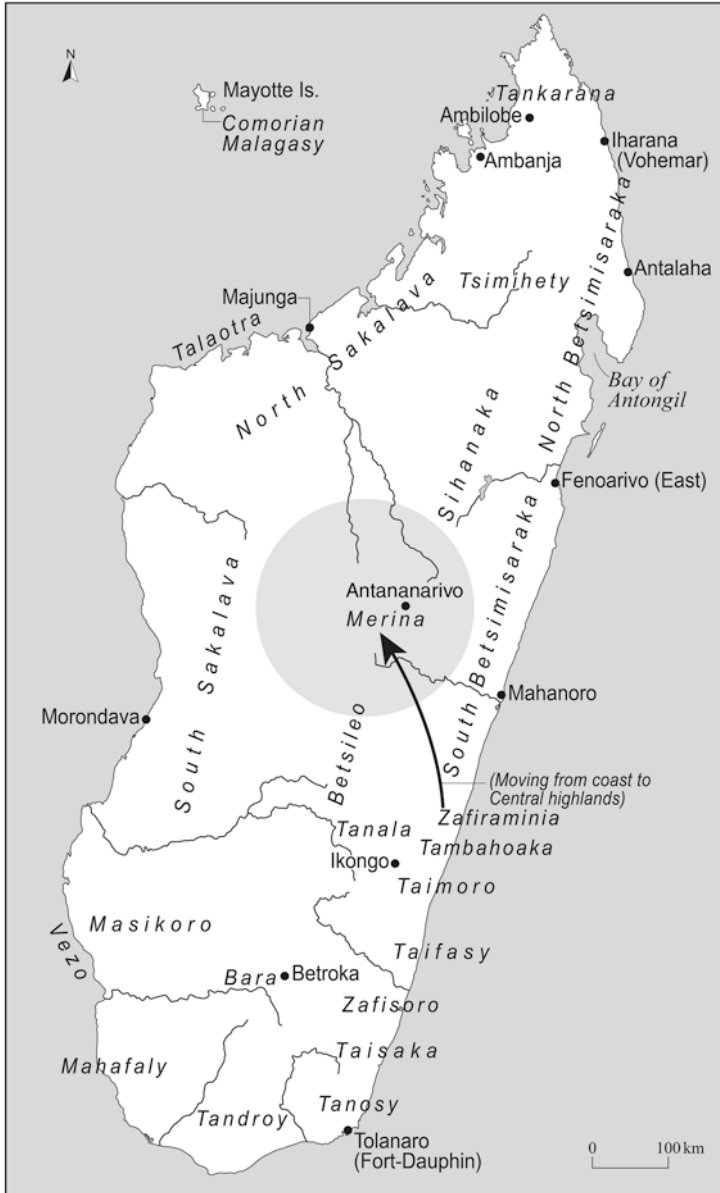 N
Mayotte Is.
Comorian
Malagasy
Tankarana
Ambilobe
Iharana
(Vohemar)
Ambanja
North Betsimisaraka
Antalaha
Tsimihety
Majunga
Talaotra
North Sakalava
Bay of
Antongil
Sihanaka
Fenoarivo (East)
South Betsimisaraka
Antananarivo
Merina
South Sakalava
Mahanoro
Morondava
Betsileo
(Moving from coast to
Central highlands)
Zafiraminia
Tanala
Tambahoaka
Ikongo
Taimoro
Masikoro
Vezo
Taifasy
Bara
Betroka
Zafisoro
Taisaka
Mahafaly
Tandroy
Tanosy
Tolanaro
(Fort-Dauphin)
0 100 km